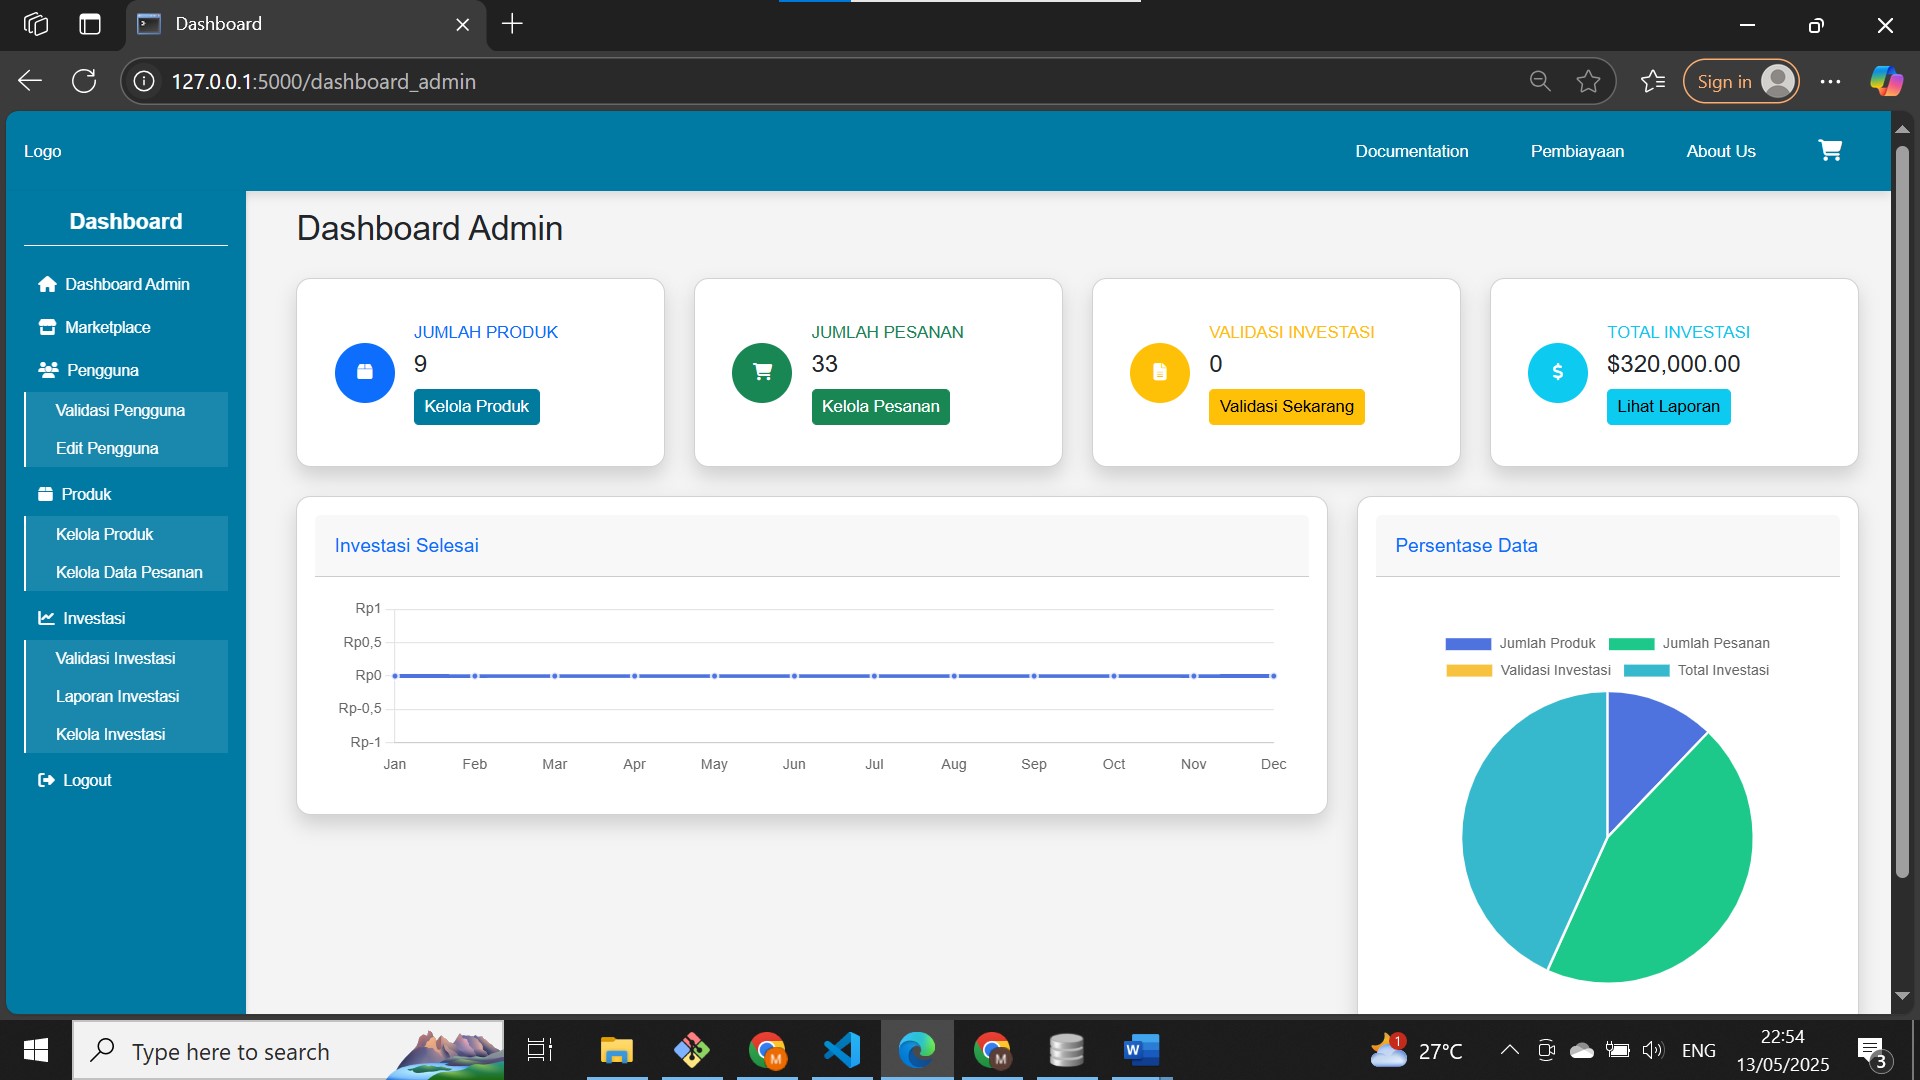 Dashboard
127.0.0.1:5000/dashboard_admin
Sign in
Logo
Documentation
Pembiayaan
About Us
Dashboard
Dashboard Admin
Marketplace
Pengguna
Validasi Pengguna
Edit Pengguna
Produk
Kelola Produk
Kelola Data Pesanan
Investasi
Validasi Investasi
Laporan Investasi
Kelola Investasi
Logout
Dashboard Admin
JUMLAH PRODUK
9
Kelola Produk
JUMLAH PESANAN
33
Kelola Pesanan
VALIDASI INVESTASI
0
Validasi Sekarang
$
TOTAL INVESTASI
$320,000.00
Lihat Laporan
Investasi Selesai
Rp1
Rp0,5
Rp0
Rp-0,5
Rp-1
Jan Feb Mar Apr May Jun Jul Aug Sep Oct Nov Dec
Persentase Data
Jumlah Produk Jumlah Pesanan
Validasi Investasi Total Investasi
Type here to search
M
M
W
1
27°C
ENG
22:54
13/05/2025
3